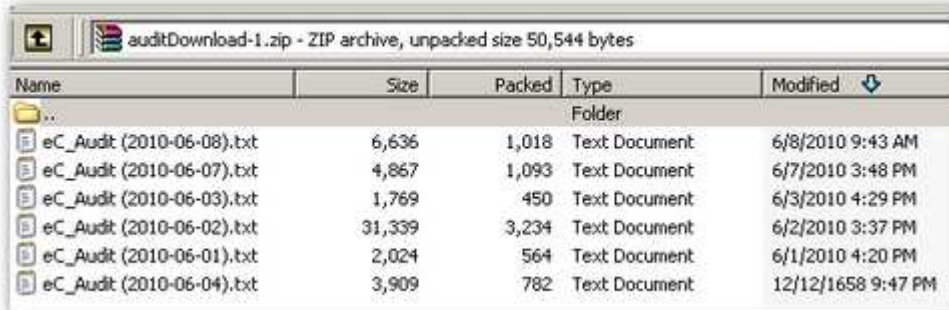 auditDownload-1.zip - ZIP archive, unpacked size 50,544 bytes
Name Size Packed Type Modified
.. Folder
eC_Audit (2010-06-08).txt 6,636 1,018 Text Document 6/8/2010 9:43 AM
eC_Audit (2010-06-07).txt 4,867 1,093 Text Document 6/7/2010 3:48 PM
eC_Audit (2010-06-03).txt 1,769 450 Text Document 6/3/2010 4:29 PM
eC_Audit (2010-06-02).txt 31,339 3,234 Text Document 6/2/2010 3:37 PM
eC_Audit (2010-06-01).txt 2,024 564 Text Document 6/1/2010 4:20 PM
eC_Audit (2010-06-04).txt 3,909 782 Text Document 12/12/1658 9:47 PM